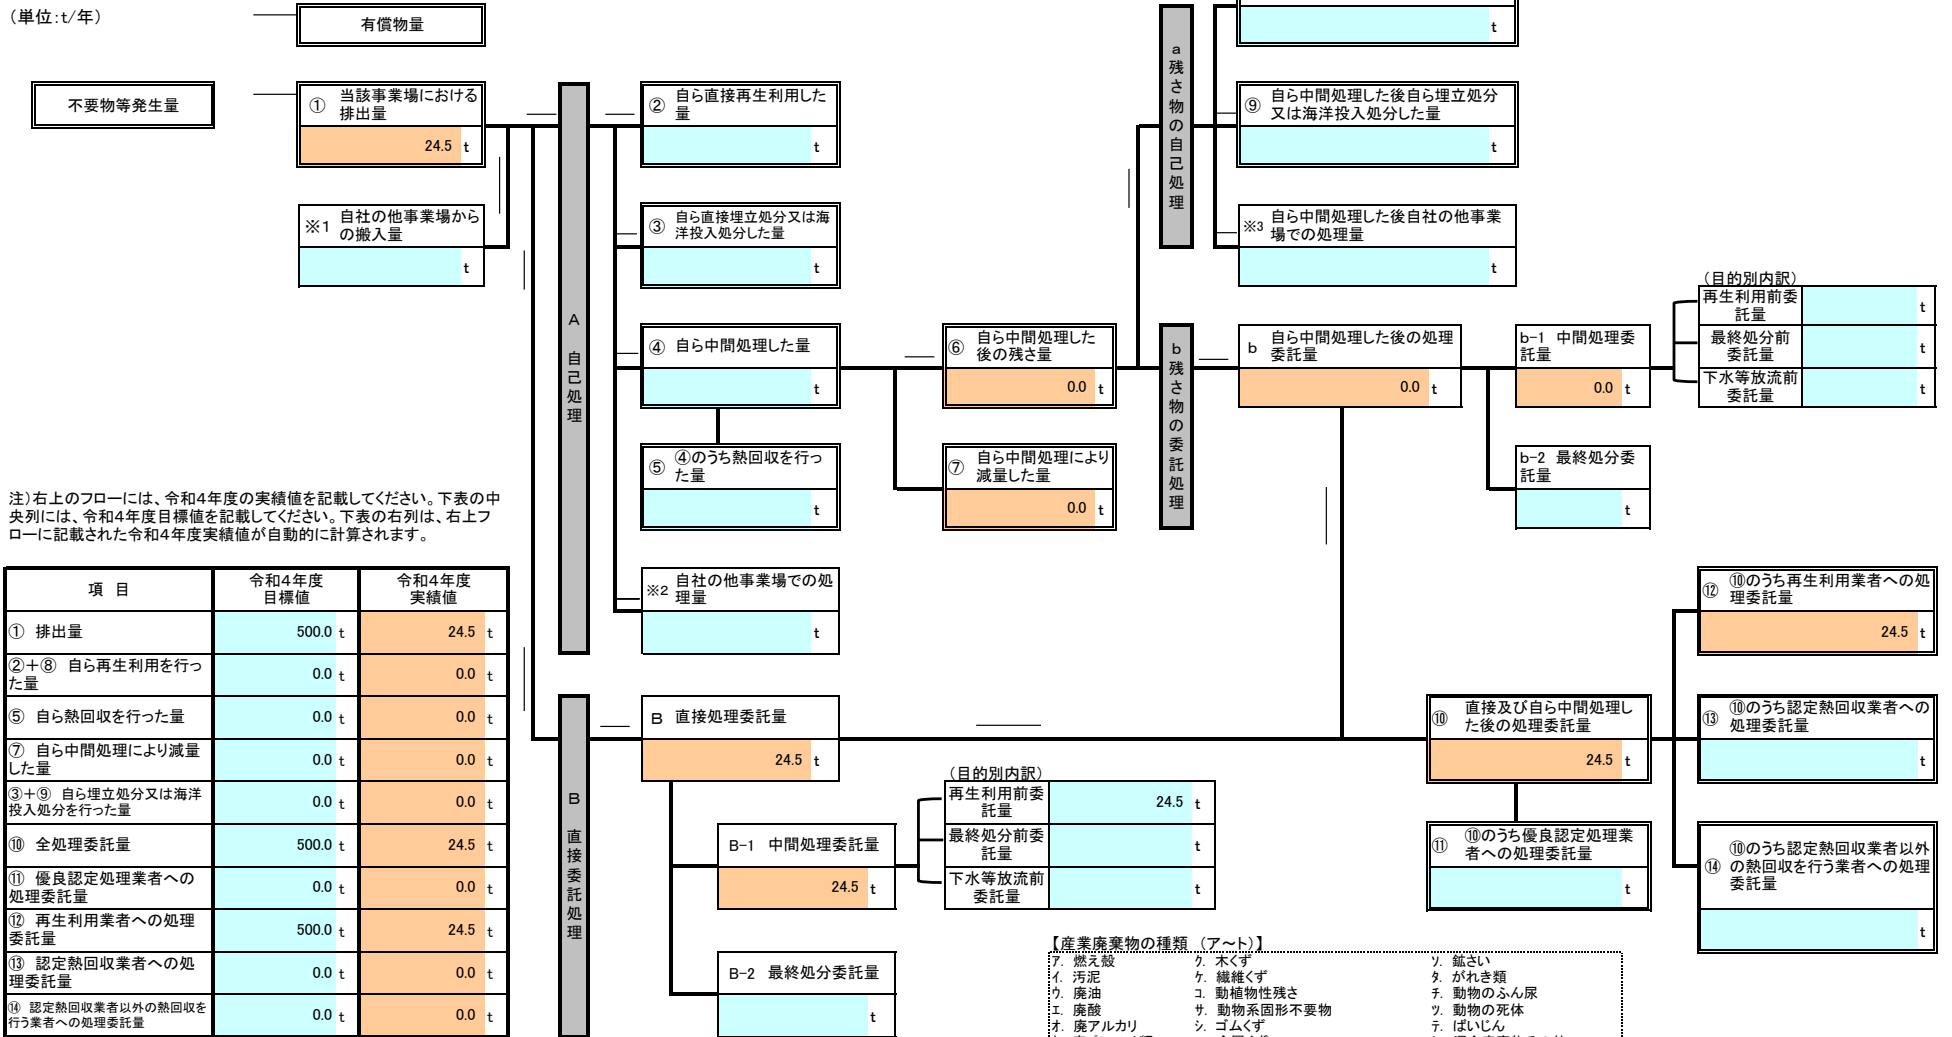 (単位:t/年)
有償物量
t
不要物等発生量
① 当該事業場における
排出量
24.5 t
※1 自社の他事業場から
の搬入量
t
A 自己処理
② 自ら直接再生利用した
量
t
③ 自ら直接埋立処分又は海
洋投入処分した量
t
④ 自ら中間処理した量
t
⑤ ④のうち熱回収を行っ
た量
t
※2 自社の他事業場での処
理量
t
⑥ 自ら中間処理した
後の残さ量
0.0 t
⑦ 自ら中間処理により
減量した量
0.0 t
a 残さ物の自己処理
⑨ 自ら中間処理した後自ら埋立処分
又は海洋投入処分した量
t
※3 自ら中間処理した後自社の他事業
場での処理量
t
b 残さ物の委託処理
b 自ら中間処理した後の処理
委託量
0.0 t
b-1 中間処理委
託量
0.0 t
b-2 最終処分委
託量
t
(目的別内訳)
再生利用前委
託量 t
最終処分前
委託量 t
下水等放流前
委託量 t
注)右上のフローには、令和4年度の実績値を記載してください。下表の中
央列には、令和4年度目標値を記載してください。下表の右列は、右上フ
ローに記載された令和4年度実績値が自動的に計算されます。
項 目 令和4年度 目標値 令和4年度 実績値
① 排出量 500.0 t 24.5 t
②+⑧ 自ら再生利用を行っ
た量 0.0 t 0.0 t
⑤ 自ら熱回収を行った量 0.0 t 0.0 t
⑦ 自ら中間処理により減量
した量 0.0 t 0.0 t
③+⑨ 自ら埋立処分又は海洋
投入処分を行った量 0.0 t 0.0 t
⑩ 全処理委託量 500.0 t 24.5 t
⑪ 優良認定処理業者への
処理委託量 0.0 t 0.0 t
⑫ 再生利用業者への処理
委託量 500.0 t 24.5 t
⑬ 認定熱回収業者への処
理委託量 0.0 t 0.0 t
⑭ 認定熱回収業者以外の熱回収を
行う業者への処理委託量 0.0 t 0.0 t
B 直接委託処理
B 直接処理委託量
24.5 t
B-1 中間処理委託量
24.5 t
B-2 最終処分委託量
t
(目的別内訳)
再生利用前委
託量 24.5 t
最終処分前委
託量 t
下水等放流前
委託量 t
⑩ 直接及び自ら中間処理し
た後の処理委託量
24.5 t
⑪ ⑩のうち優良認定処理業
者への処理委託量
t
⑫ ⑩のうち再生利用業者への処
理委託量
24.5 t
⑬ ⑩のうち認定熱回収業者への
処理委託量
t
⑭ ⑩のうち認定熱回収業者以外
の熱回収を行う業者への処理
委託量
t
【産業廃棄物の種類 (ア〜ト)】
ア. 燃え殻 ク. 木くず ソ. 鉱さい
イ. 汚泥 ケ. 繊維くず タ. がれき類
ウ. 廃油 コ. 動植物性残さ チ. 動物のふん尿
エ. 廃酸 サ. 動物系固形不要物 ツ. 動物の死体
オ. 廃アルカリ シ. ゴムくず テ. ばいじん